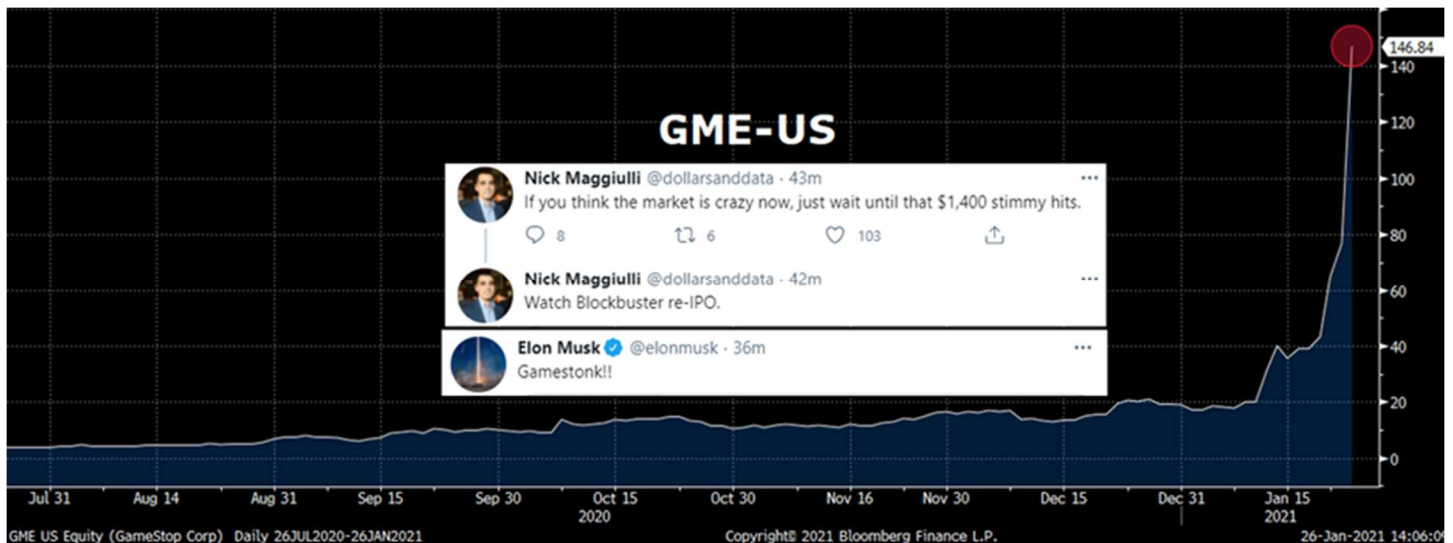 146.84
140
120
GME-US
100
Nick Maggiulli @dollarsanddata · 43m
If you think the market is crazy now, just wait until that $1,400 stimmy hits.
8 6 103
80
Nick Maggiulli @dollarsanddata · 42m
Watch Blockbuster re-IPO.
60
Elon Musk @elonmusk · 36m
Gamestonk!!
40
20
0
Jul 31 Aug 14 Aug 31 Sep 15 Sep 30 Oct 15 Oct 30 Nov 16 Nov 30 Dec 15 Dec 31 Jan 15
2020 2021
GME US Equity (GameStop Corp) Daily 26JUL2020-26JAN2021 Copyright© 2021 Bloomberg Finance L.P. 26-Jan-2021 14:06:09